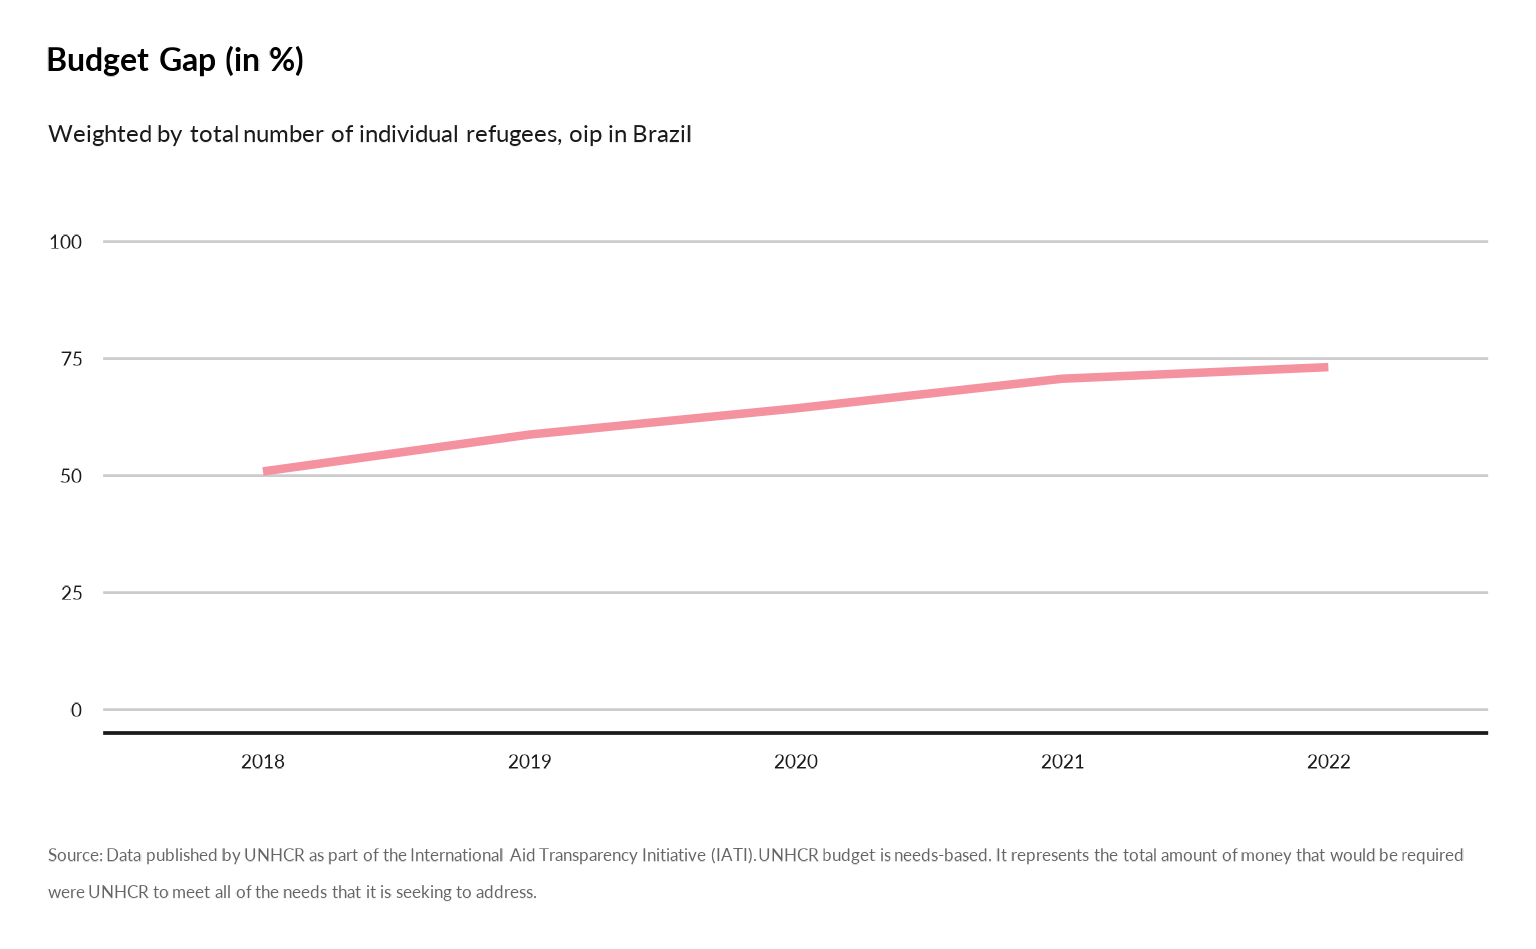 Budget Gap (in %)
Weighted by total number of individual refugees, oip in Brazil
100
75
50
25
0
2018 2019 2020 2021 2022
Source: Data published by UNHCR as part of the International Aid Transparency Initiative (IATI). UNHCR budget is needs-based. It represents the total amount of money that would be required
were UNHCR to meet all of the needs that it is seeking to address.